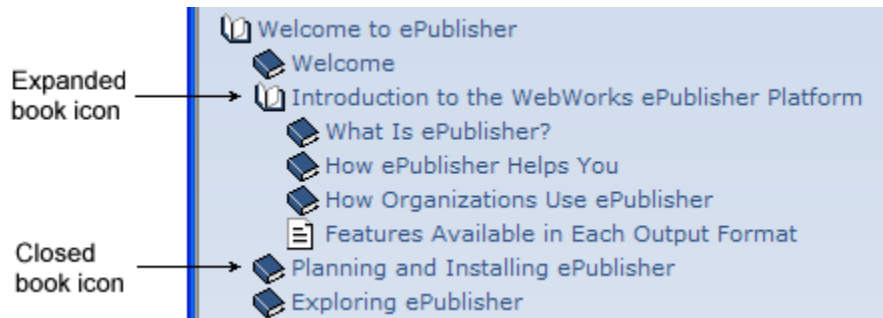 Welcome to ePublisher
Welcome
Expanded
book icon
Introduction to the WebWorks ePublisher Platform
What Is ePublisher?
How ePublisher Helps You
How Organizations Use ePublisher
Features Available in Each Output Format
Closed
book icon
Planning and Installing ePublisher
Exploring ePublisher